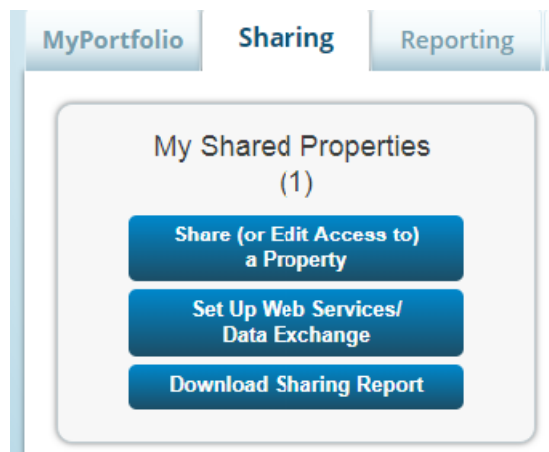 MyPortfolio Sharing Reporting
My Shared Properties
(1)
Share (or Edit Access to)
a Property
Set Up Web Services/
Data Exchange
Download Sharing Report